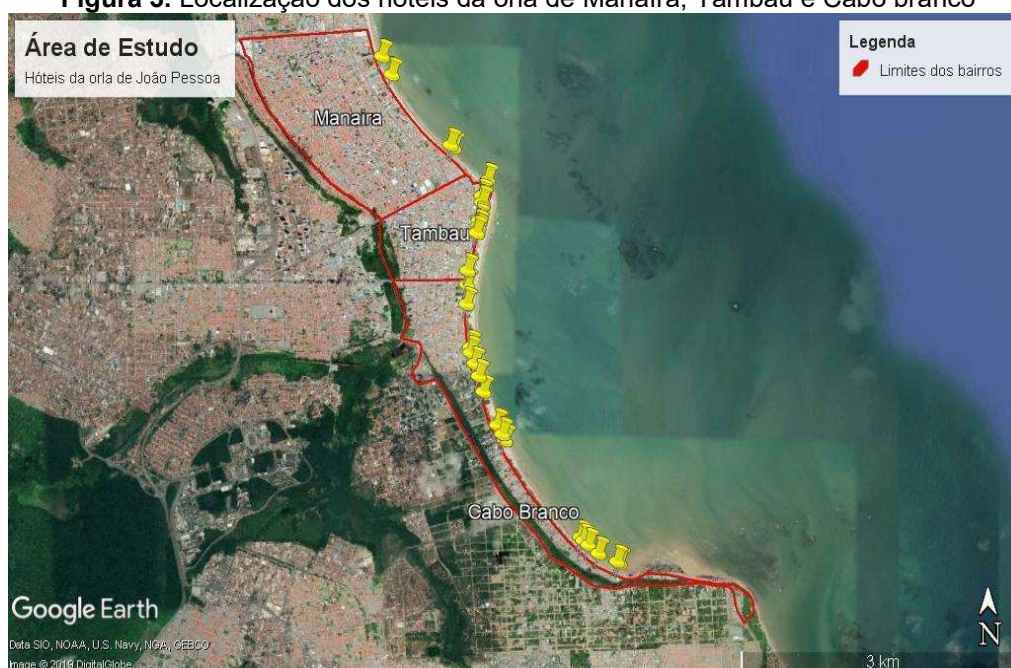 Figura 3. Localização dos hotéis da orla de Manaíra, Tambaú e Cabo branco
Área de Estudo
Hóteis da orla de João Pessoa
Legenda
Limites dos bairros
Manaira
Tambau
Cabo Branco
Google Earth
N
Data SIO, NOAA, U.S. Navy, NGA, GEBCO
Image © 2019 DigitalGlobe
3 km